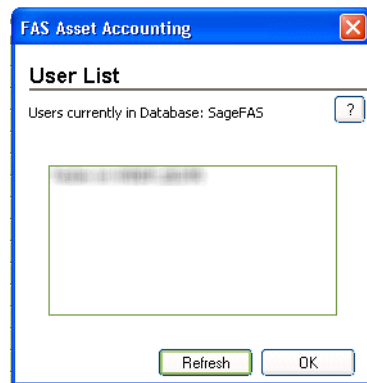 FAS Asset Accounting
User List
Users currently in Database: SageFAS
?
Refresh
OK